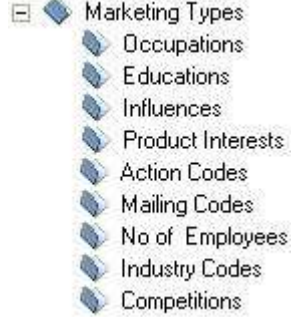 Marketing Types
Occupations
Educations
Influences
Product Interests
Action Codes
Mailing Codes
No of Employees
Industry Codes
Competitions